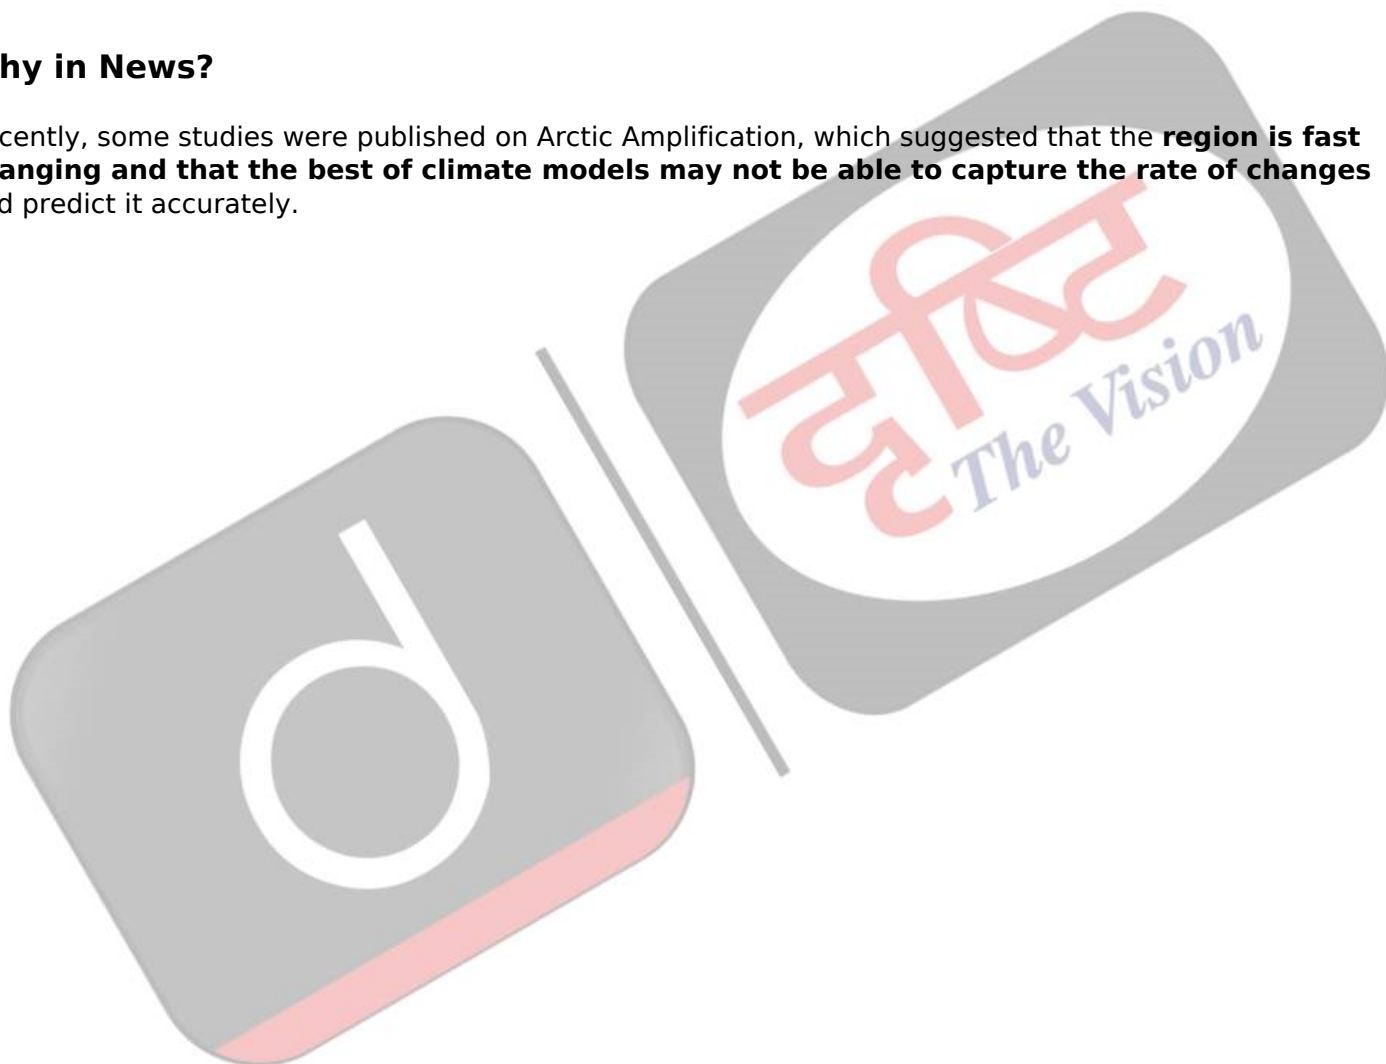 hy in News?
cently, some studies were published on Arctic Amplification, which suggested that the region is fast
anging and that the best of climate models may not be able to capture the rate of changes
d predict it accurately.
दृष्टि
The Vision
d